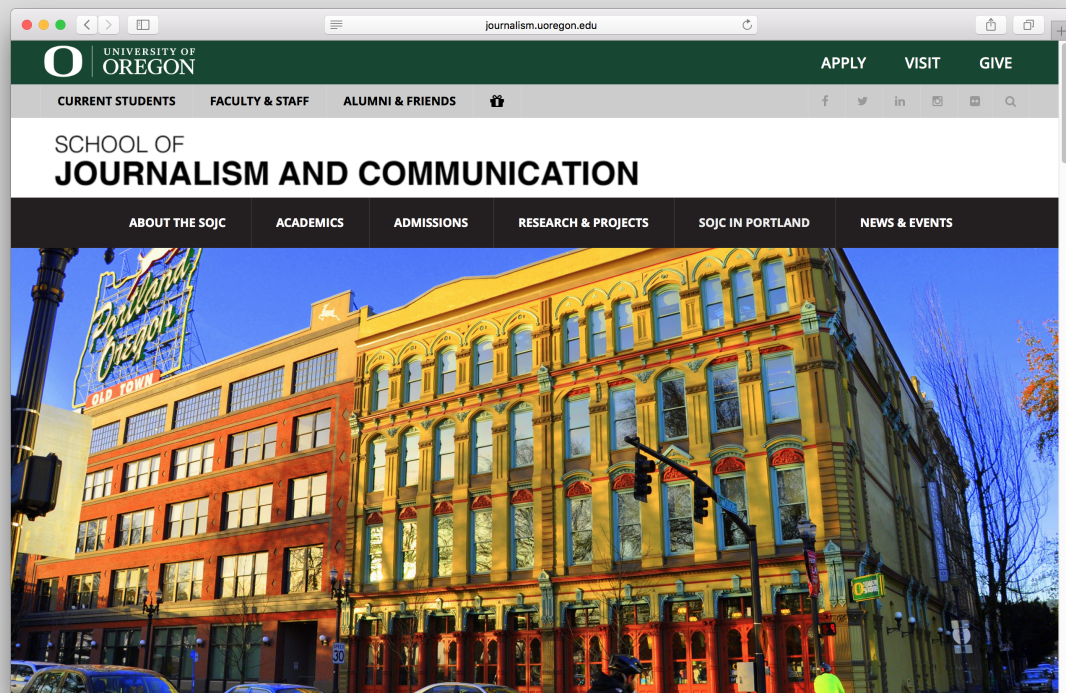 journalism.uoregon.edu
UNIVERSITY OF
OREGON
APPLY VISIT GIVE
CURRENT STUDENTS FACULTY & STAFF ALUMNI & FRIENDS
SCHOOL OF
JOURNALISM AND COMMUNICATION
ABOUT THE SOJC ACADEMICS ADMISSIONS RESEARCH & PROJECTS SOJC IN PORTLAND NEWS & EVENTS
Portland
Oregon
OLD TOWN
30